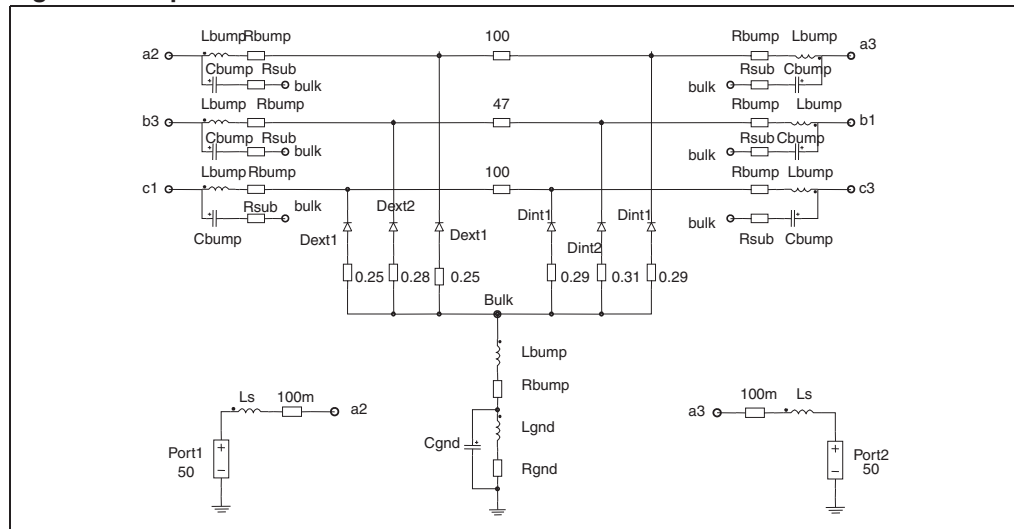 Lbump Rbump 100 Rbump Lbump
a2 a3
Cbump Rsub bulk bulk Rsub Cbump
Lbump Rbump 47 Rbump Lbump
b3 b1
Cbump Rsub bulk bulk Rsub Cbump
Lbump Rbump 100 Rbump Lbump
c1 c3
Rsub bulk Dext2 Dint1 Dint1 bulk
Cbump Dext1 Dext1 Dint2 Rsub Cbump
0.25 0.28 0.25 0.29 0.31 0.29
Bulk
Lbump
Rbump
Ls 100m a2 a3 100m Ls
Lgnd
Cgnd
Port1 Rgnd Port2
50 50